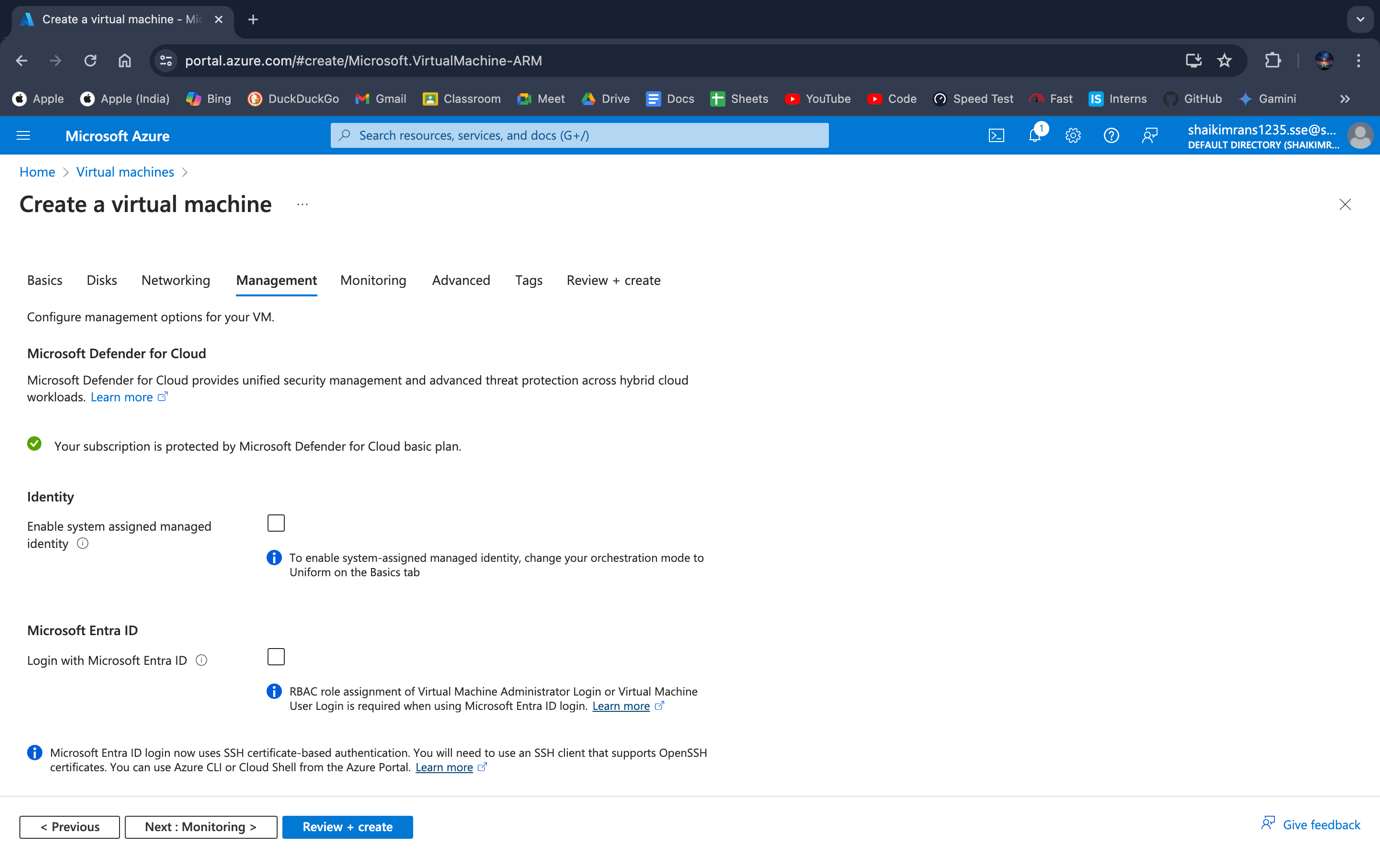 Create a virtual machine - Mic
portal.azure.com/#create/Microsoft.VirtualMachine-ARM
Apple Apple (India) Bing DuckDuckGo Gmail Classroom Meet Drive Docs Sheets YouTube Code Speed Test Fast IS Interns GitHub Gamini
Microsoft Azure
Search resources, services, and docs (G+/)
1
shaikimrans1235.sse@s...
DEFAULT DIRECTORY (SHAIKIMR...
Home > Virtual machines >
Create a virtual machine ...
Basics Disks Networking Management Monitoring Advanced Tags Review + create
Configure management options for your VM.
Microsoft Defender for Cloud
Microsoft Defender for Cloud provides unified security management and advanced threat protection across hybrid cloud
workloads. Learn more
Your subscription is protected by Microsoft Defender for Cloud basic plan.
Identity
Enable system assigned managed
identity
To enable system-assigned managed identity, change your orchestration mode to
Uniform on the Basics tab
Microsoft Entra ID
Login with Microsoft Entra ID
RBAC role assignment of Virtual Machine Administrator Login or Virtual Machine
User Login is required when using Microsoft Entra ID login. Learn more
Microsoft Entra ID login now uses SSH certificate-based authentication. You will need to use an SSH client that supports OpenSSH
certificates. You can use Azure CLI or Cloud Shell from the Azure Portal. Learn more
< Previous Next : Monitoring > Review + create
Give feedback